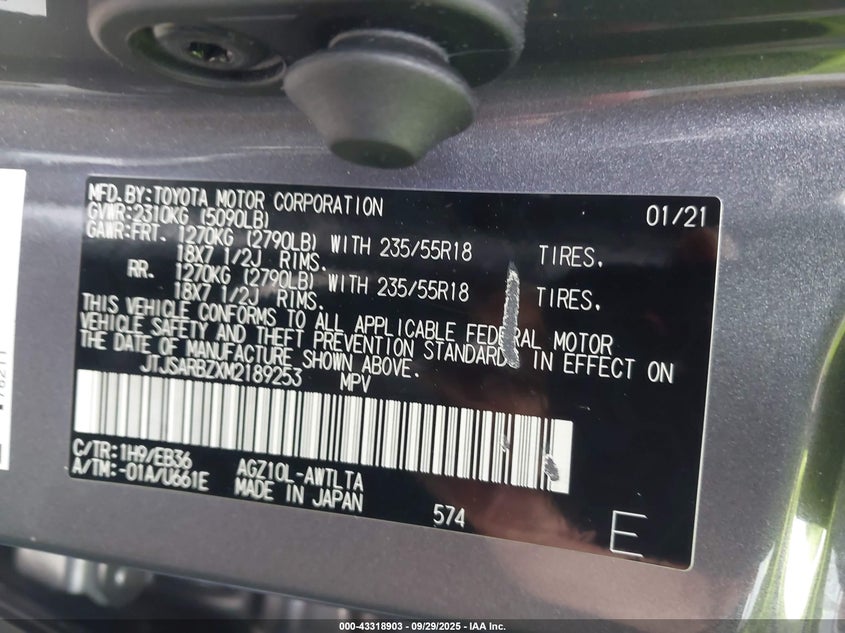 MFD.BY:TOYOTA MOTOR CORPORATION 01/21
GVWR:2310KG (5090LB)
GAWR:FRT. 1270KG (2790LB) WITH 235/55R18 TIRES.
18X7 1/2J RIMS.
RR. 1270KG (2790LB) WITH 235/55R18 TIRES.
18X7 1/2J RIMS.
THIS VEHICLE CONFORMS TO ALL APPLICABLE FEDERAL MOTOR
VEHICLE SAFETY AND THEFT PREVENTION STANDARDS IN EFFECT ON
THE DATE OF MANUFACTURE SHOWN ABOVE.
JTJSARBZXM2189253 MPV
C/TR:1H9/EB36 AGZ10L-AWTLTA
A/TM:-01A/U661E MADE IN JAPAN
574
E
000-43318903 - 09/29/2025 - IAA Inc.